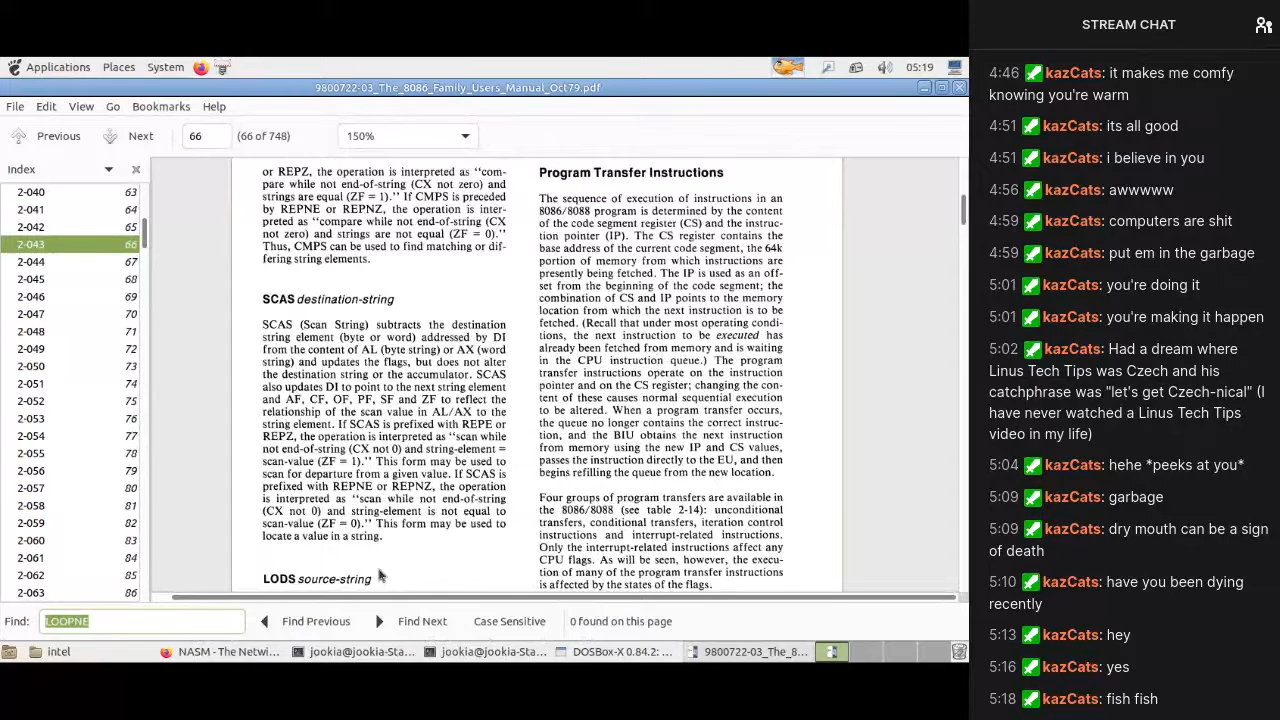 STREAM CHAT
Applications Places System 05:19
9800722-03_The_8086_Family_Users_Manual_Oct79.pdf
File Edit View Go Bookmarks Help
Previous Next 66 (66 of 748) 150%
Index
2-040 63
2-041 64
2-042 65
2-043 66
2-044 67
2-045 68
2-046 69
2-047 70
2-048 71
2-049 72
2-050 73
2-051 74
2-052 75
2-053 76
2-054 77
2-055 78
2-056 79
2-057 80
2-058 81
2-059 82
2-060 83
2-061 84
2-062 85
2-063 86
or REPZ, the operation is interpreted as "com-
pare while not end-of-string (CX not zero) and
strings are equal (ZF = 1)." If CMPS is preceded
by REPNE or REPNZ, the operation is inter-
preted as "compare while not end-of-string (CX
not zero) and strings are not equal (ZF = 0)."
Thus, CMPS can be used to find matching or dif-
fering string elements.
SCAS destination-string
SCAS (Scan String) subtracts the destination
string element (byte or word) addressed by DI
from the content of AL (byte string) or AX (word
string) and updates the flags, but does not alter
the destination string or the accumulator. SCAS
also updates DI to point to the next string element
and AF, CF, OF, PF, SF and ZF to reflect the
relationship of the scan value in AL/AX to the
string element. If SCAS is prefixed with REPE or
REPZ, the operation is interpreted as "scan while
not end-of-string (CX not 0) and string-element =
scan-value (ZF = 1)." This form may be used to
scan for departure from a given value. If SCAS is
prefixed with REPNE or REPNZ, the operation
is interpreted as "scan while not end-of-string
(CX not 0) and string-element is not equal to
scan-value (ZF = 0)." This form may be used to
locate a value in a string.
LODS source-string
Program Transfer Instructions
The sequence of execution of instructions in an
8086/8088 program is determined by the content
of the code segment register (CS) and the instruc-
tion pointer (IP). The CS register contains the
base address of the current code segment, the 64k
portion of memory from which instructions are
presently being fetched. The IP is used as an off-
set from the beginning of the code segment; the
combination of CS and IP points to the memory
location from which the next instruction is to be
fetched. (Recall that under most operating condi-
tions, the next instruction to be executed has
already been fetched from memory and is waiting
in the CPU instruction queue.) The program
transfer instructions operate on the instruction
pointer and on the CS register; changing the con-
tent of these causes normal sequential execution
to be altered. When a program transfer occurs,
the queue no longer contains the correct instruc-
tion, and the BIU obtains the next instruction
from memory using the new IP and CS values,
passes the instruction directly to the EU, and then
begins refilling the queue from the new location.
Four groups of program transfers are available in
the 8086/8088 (see table 2-14): unconditional
transfers, conditional transfers, iteration control
instructions and interrupt-related instructions.
Only the interrupt-related instructions affect any
CPU flags. As will be seen, however, the execu-
tion of many of the program transfer instructions
is affected by the states of the flags.
Find: LOOPNE Find Previous Find Next Case Sensitive 0 found on this page
intel NASM - The Netwi... jookia@jookia-Sta... jookia@jookia-Sta... DOSBox-X 0.84.2: ... 9800722-03_The_8...
4:46 kazCats: it makes me comfy
knowing you're warm
4:51 kazCats: its all good
4:51 kazCats: i believe in you
4:56 kazCats: awwwww
4:59 kazCats: computers are shit
4:59 kazCats: put em in the garbage
5:01 kazCats: you're doing it
5:01 kazCats: you're making it happen
5:02 kazCats: Had a dream where
Linus Tech Tips was Czech and his
catchphrase was "let's get Czech-nical" (I
have never watched a Linus Tech Tips
video in my life)
5:04 kazCats: hehe *peeks at you*
5:09 kazCats: garbage
5:09 kazCats: dry mouth can be a sign
of death
5:10 kazCats: have you been dying
recently
5:13 kazCats: hey
5:16 kazCats: yes
5:18 kazCats: fish fish